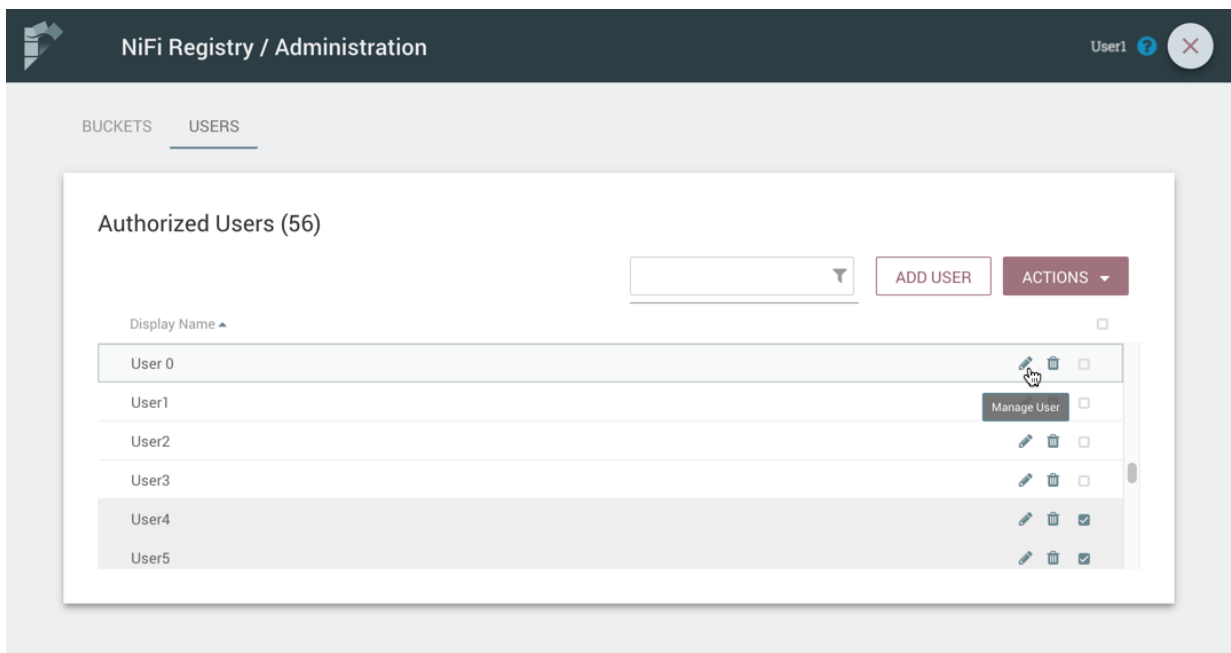 NiFi Registry / Administration
User1 ?
BUCKETS USERS
Authorized Users (56)
ADD USER ACTIONS
Display Name
User 0
User1
Manage User
User2
User3
User4
User5